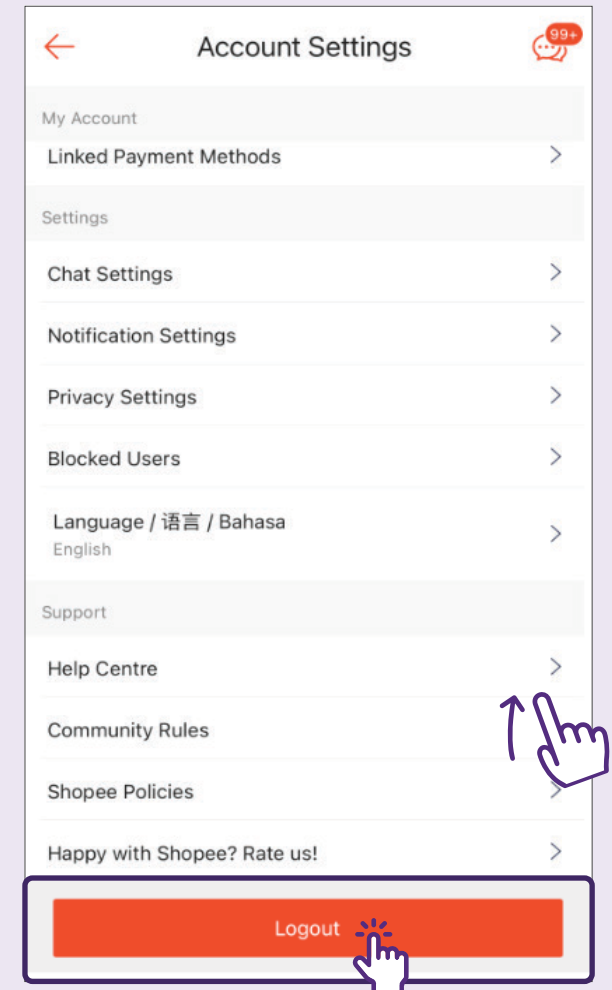 Account Settings
99+
My Account
Linked Payment Methods
Settings
Chat Settings
Notification Settings
Privacy Settings
Blocked Users
Language / 语言 / Bahasa
English
Support
Help Centre
Community Rules
Shopee Policies
Happy with Shopee? Rate us!
Logout